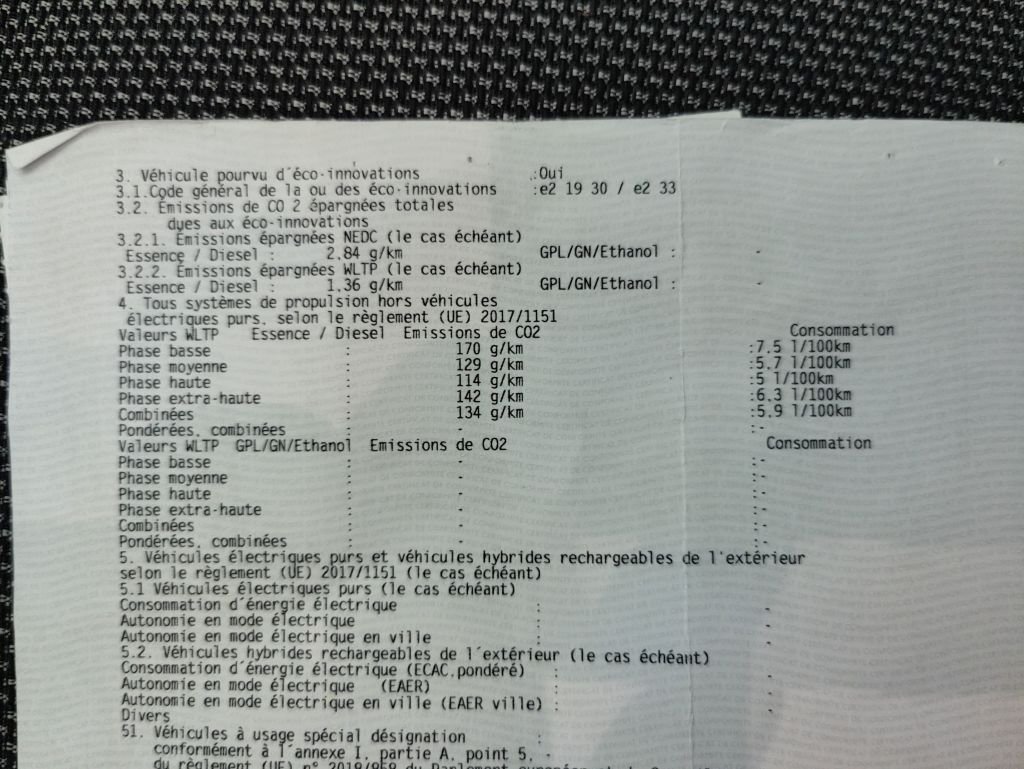 3. Véhicule pourvu d´éco-innovations :Oui
3.1.Code général de la ou des éco-innovations :e2 19 30 / e2 33
3.2. Emissions de CO 2 épargnées totales
dues aux éco-innovations
3.2.1. Emissions épargnées NEDC (le cas échéant)
Essence / Diesel : 2,84 g/km GPL/GN/Ethanol : -
3.2.2. Emissions épargnées WLTP (le cas échéant)
Essence / Diesel : 1,36 g/km GPL/GN/Ethanol : -
4. Tous systèmes de propulsion hors véhicules
électriques purs, selon le règlement (UE) 2017/1151
Valeurs WLTP Essence / Diesel Emissions de CO2 Consommation
Phase basse : 170 g/km :7,5 l/100km
Phase moyenne : 129 g/km :5,7 l/100km
Phase haute : 114 g/km :5 l/100km
Phase extra-haute : 142 g/km :6,3 l/100km
Combinées : 134 g/km :5,9 l/100km
Pondérées, combinées : - :-
Valeurs WLTP GPL/GN/Ethanol Emissions de CO2 Consommation
Phase basse : - :-
Phase moyenne : - :-
Phase haute : - :-
Phase extra-haute : - :-
Combinées : - :-
Pondérées, combinées : - :-
5. Véhicules électriques purs et véhicules hybrides rechargeables de l'extérieur
selon le règlement (UE) 2017/1151 (le cas échéant)
5.1 Véhicules électriques purs (le cas échéant)
Consommation d´énergie électrique : -
Autonomie en mode électrique : -
Autonomie en mode électrique en ville : -
5.2. Véhicules hybrides rechargeables de l´extérieur (le cas échéant)
Consommation d´énergie électrique (ECAC,pondéré) : -
Autonomie en mode électrique (EAER) : -
Autonomie en mode électrique en ville (EAER ville) : -
Divers
51. Véhicules à usage spécial désignation :
conformément à l´annexe I, partie A, point 5, -
du règlement (UE) n° 2018/858 du Parlement